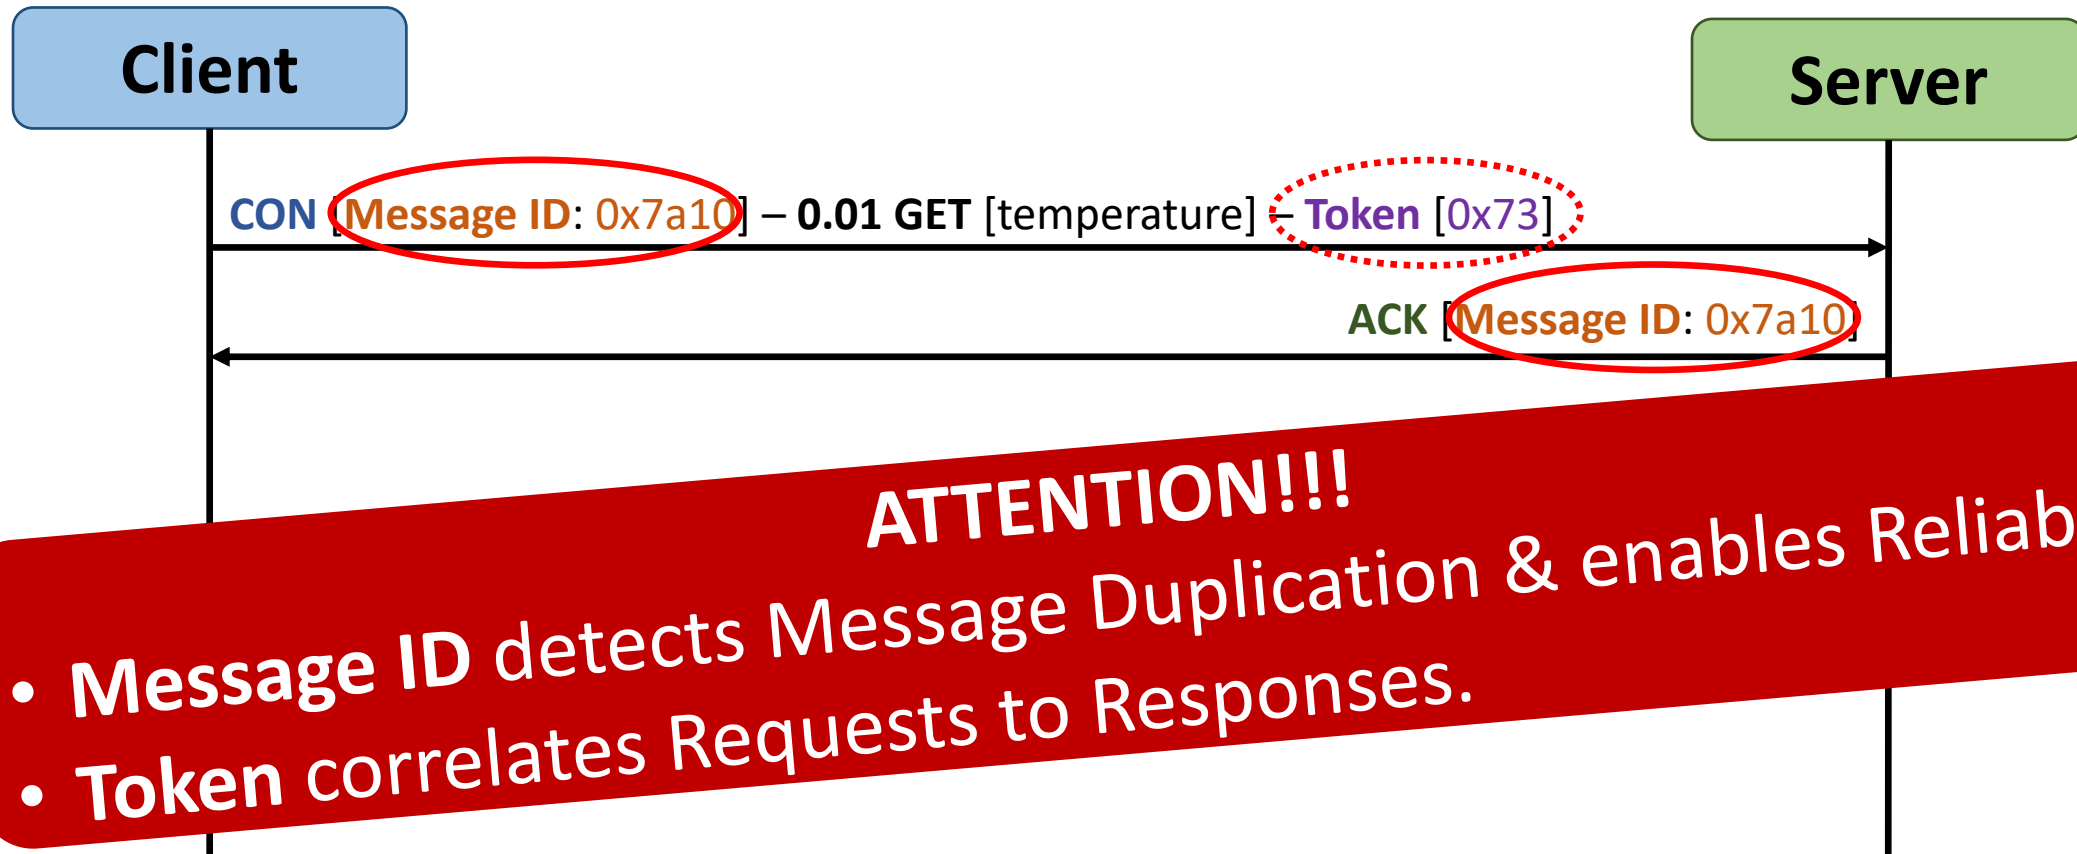 Client
Server
CON [Message ID: 0x7a10] – 0.01 GET [temperature] – Token [0x73]
ACK [Message ID: 0x7a10]
ATTENTION!!!
• Message ID detects Message Duplication & enables Reliab
• Token correlates Requests to Responses.